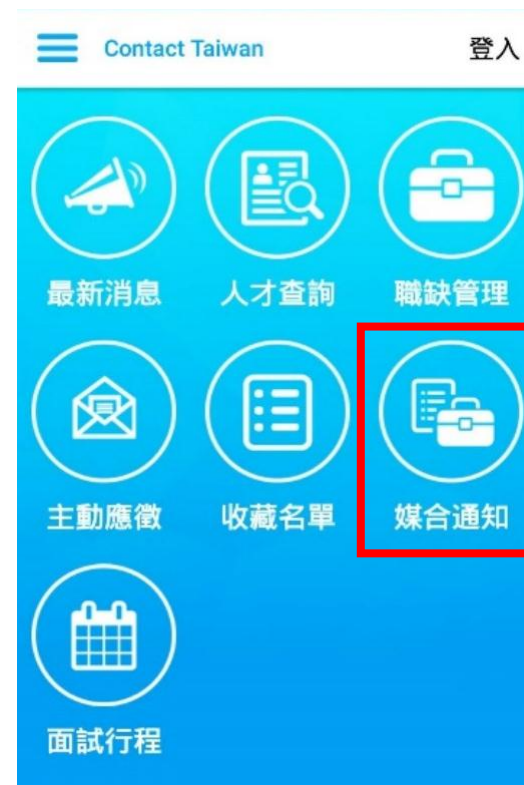 Contact Taiwan 登入
最新消息 人才查詢 職缺管理
主動應徵 收藏名單 媒合通知
面試行程